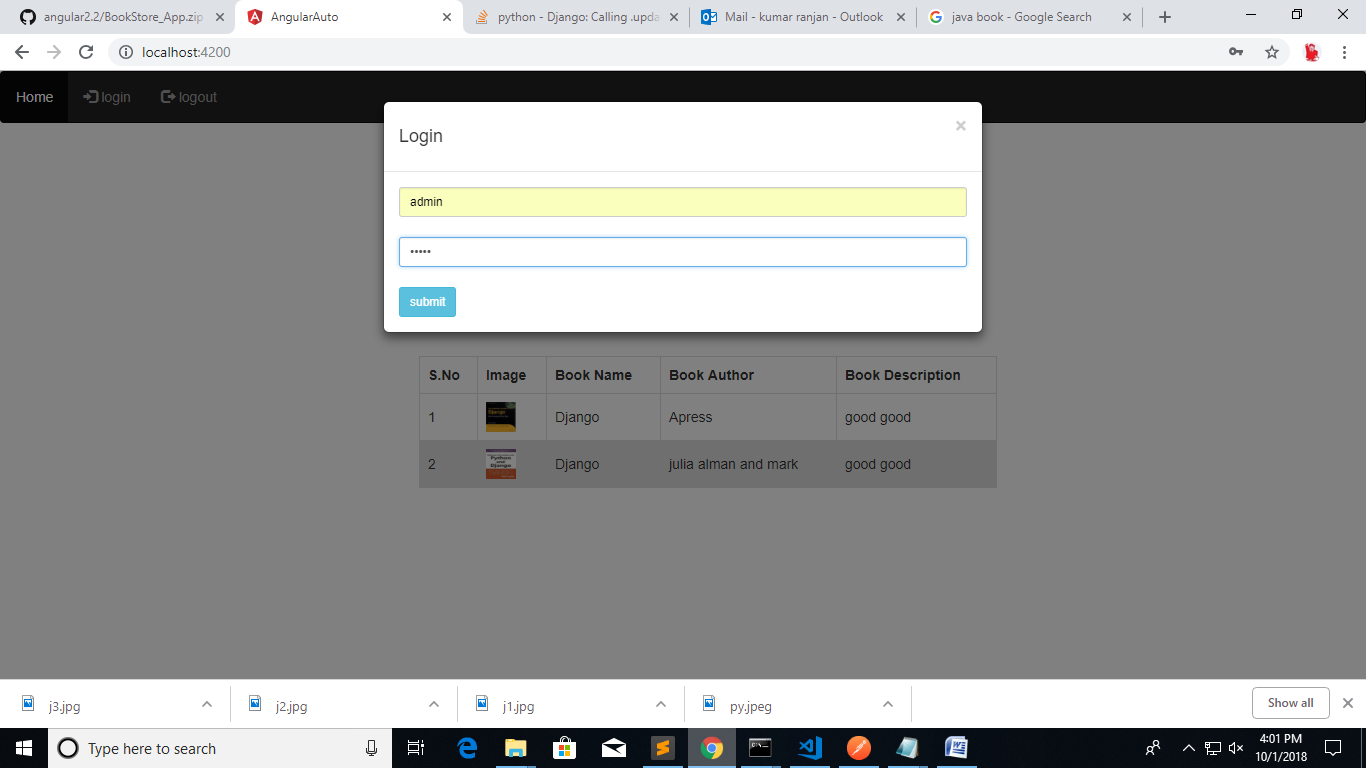 angular2.2/BookStore_App.zip
AngularAuto
python - Django: Calling .upda
Mail - kumar ranjan - Outlook
java book - Google Search
localhost:4200
Home
login
logout
Login
×
admin
•••••
submit
S.No Image Book Name Book Author Book Description
1 Django Apress good good
2 Django julia alman and mark good good
j3.jpg
j2.jpg
j1.jpg
py.jpeg
Show all
Type here to search
4:01 PM
10/1/2018